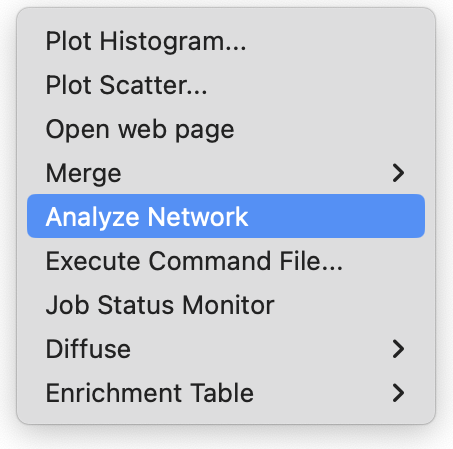 Plot Histogram...
Plot Scatter...
Open web page
Merge
Analyze Network
Execute Command File...
Job Status Monitor
Diffuse
Enrichment Table